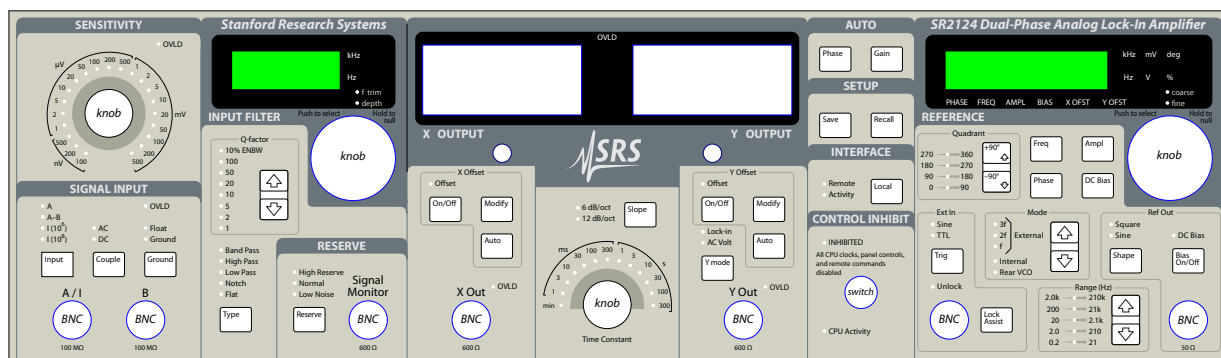 SENSITIVITY
OVLD
µV
200
100 500
50 1
20 2
10 5
5 10
2 20
1 50
500 100
200
100 200
50
20 500
10
5
nV
mV
knob
SIGNAL INPUT
A
A–B
I (10⁶)
I (10⁸)
AC
DC
OVLD
Float
Ground
Input
Couple
Ground
A / I
B
BNC
BNC
100 MΩ
100 MΩ
Stanford Research Systems
kHz
Hz
f trim
depth
Push to select
Hold to null
INPUT FILTER
knob
Q-factor
10% ENBW
100
50
20
10
5
2
1
Band Pass
High Pass
Low Pass
Notch
Flat
Type
RESERVE
High Reserve
Normal
Low Noise
Reserve
Signal Monitor
BNC
600 Ω
OVLD
X OUTPUT
Y OUTPUT
SRS
X Offset
Offset
On/Off
Modify
Auto
X Out
OVLD
BNC
600 Ω
6 dB/oct
12 dB/oct
Slope
ms
300 1
100 3
30 10
10 30
3 100
1 300
min
s
knob
Time Constant
Y Offset
Offset
On/Off
Modify
Lock-in
AC Volt
Y mode
Auto
Y Out
OVLD
BNC
600 Ω
AUTO
Phase
Gain
SETUP
Save
Recall
INTERFACE
Remote
Activity
Local
CONTROL INHIBIT
INHIBITED
All CPU clocks, panel controls,
and remote commands
disabled
switch
CPU Activity
SR2124 Dual-Phase Analog Lock-In Amplifier
kHz mV deg
Hz V %
coarse
fine
PHASE FREQ AMPL BIAS X OFST Y OFST
Push to select
Hold to null
REFERENCE
knob
Quadrant
270 360
180 270
90 180
0 90
+90°
–90°
Freq
Ampl
Phase
DC Bias
Ext In
Sine
TTL
Trig
Unlock
BNC
Lock Assist
Mode
3f
2f
f
External
Internal
Rear VCO
Range (Hz)
2.0k 210k
200 21k
20 2.1k
2.0 210
0.2 21
Ref Out
Square
Sine
DC Bias
Shape
Bias On/Off
BNC
50 Ω